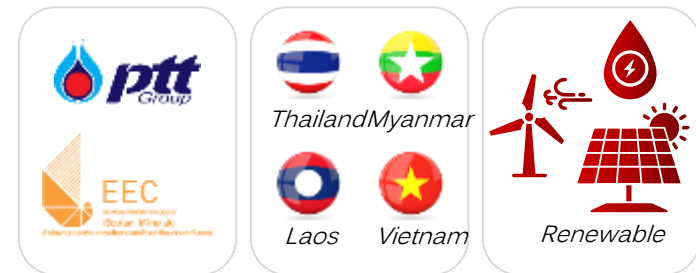 ptt
Group
EEC
Thailand
Myanmar
Laos
Vietnam
Renewable